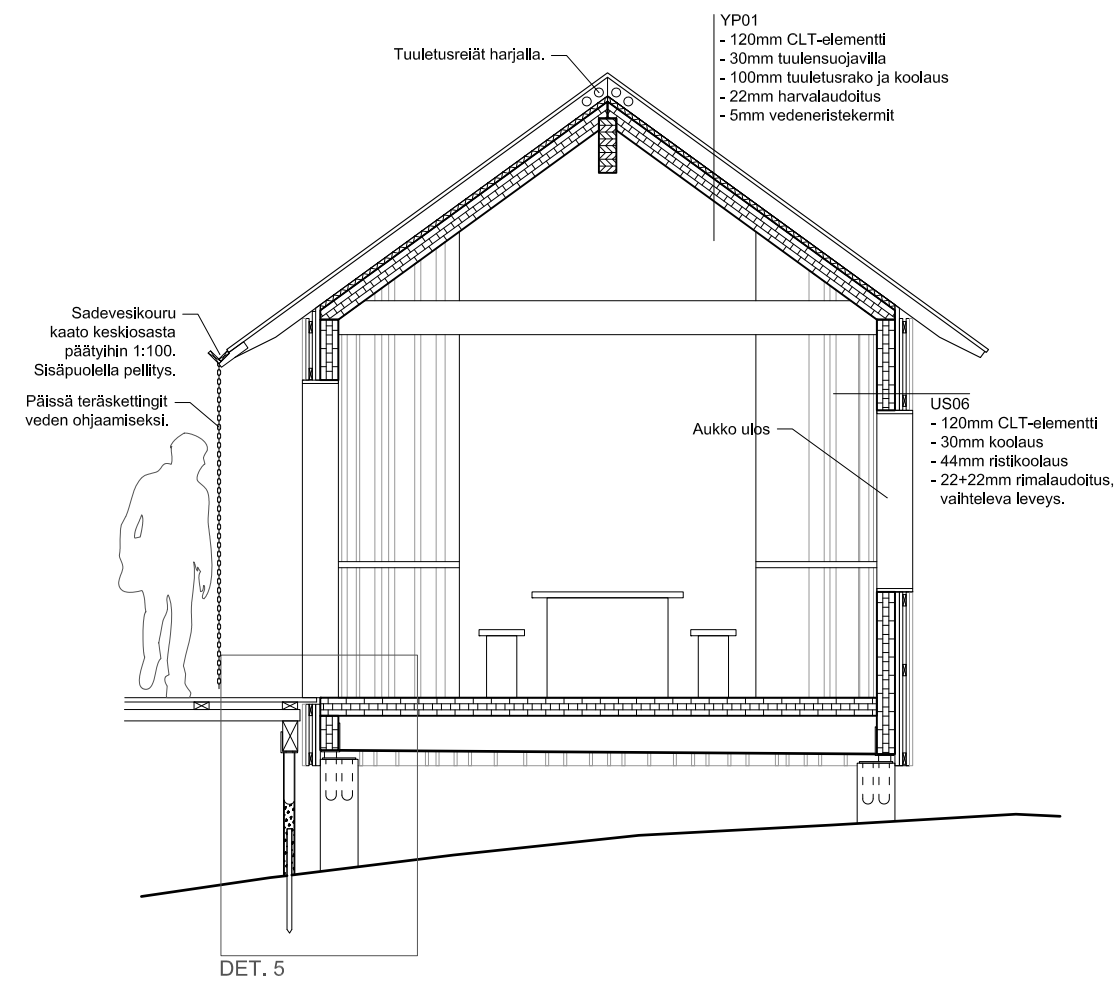 YP01
- 120mm CLT-elementti
- 30mm tuulensuojavilla
- 100mm tuuletusrako ja koolaus
- 22mm harvalaudoitus
- 5mm vedeneristekermit
Tuuletusreiät harjalla.
Sadevesikouru
kaato keskiosasta
päätyihin 1:100.
Sisäpuolella pellitys.
Päissä teräskettingit
veden ohjaamiseksi.
Aukko ulos
US06
- 120mm CLT-elementti
- 30mm koolaus
- 44mm ristikoolaus
- 22+22mm rimalaudoitus,
vaihteleva leveys.
DET. 5